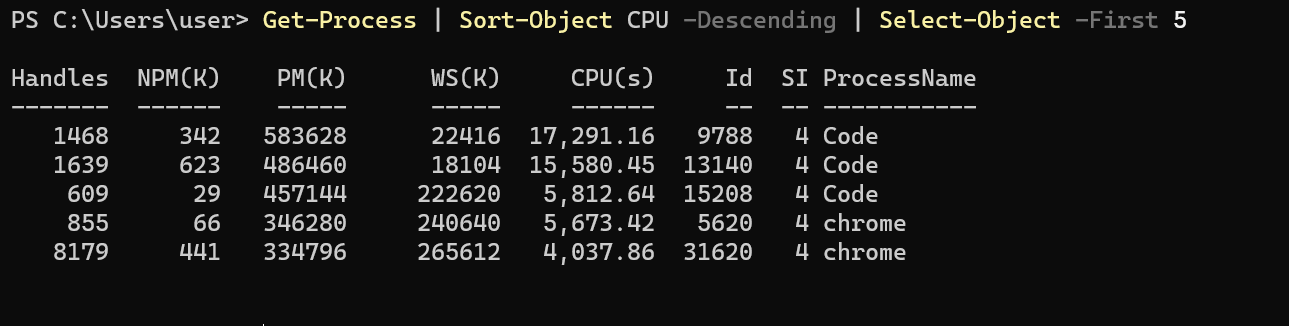 PS C:\Users\user> Get-Process | Sort-Object CPU -Descending | Select-Object -First 5
Handles  NPM(K)    PM(K)      WS(K)     CPU(s)     Id  SI ProcessName
-------  ------    -----      -----     ------     --  -- -----------
   1468     342   583628      22416  17,291.16   9788   4 Code
   1639     623   486460      18104  15,580.45  13140   4 Code
    609      29   457144     222620   5,812.64  15208   4 Code
    855      66   346280     240640   5,673.42   5620   4 chrome
   8179     441   334796     265612   4,037.86  31620   4 chrome